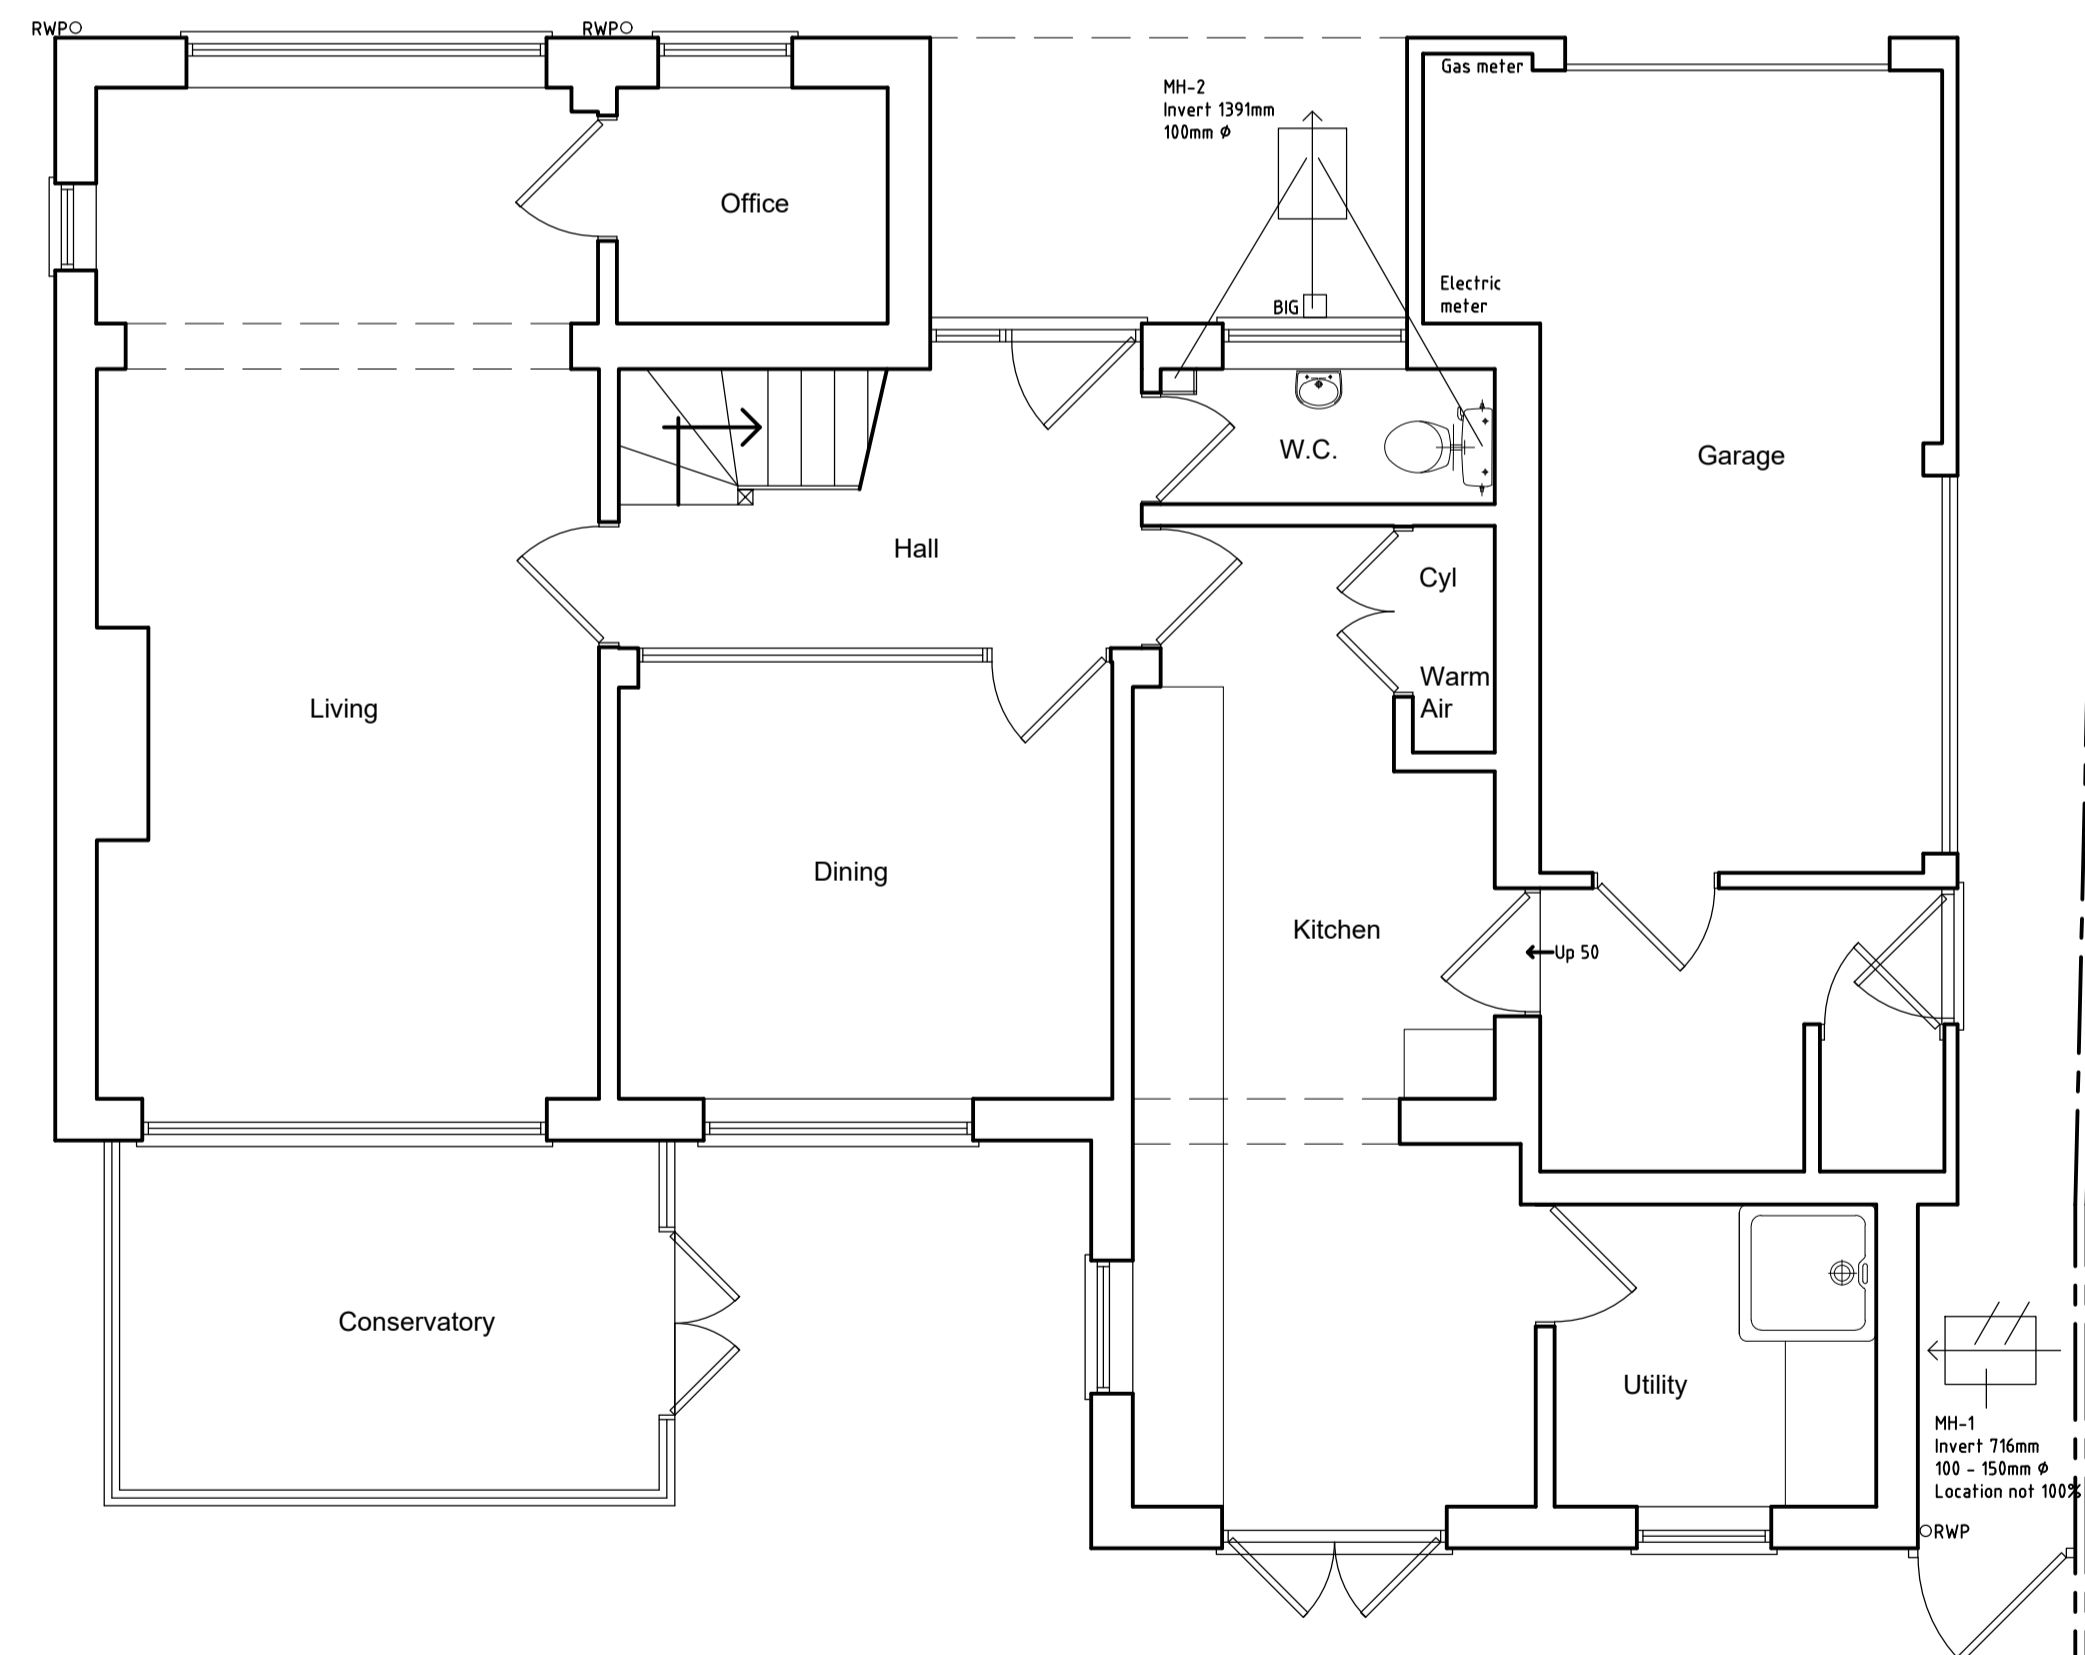 RWP
RWP
Gas meter
MH-2
Invert 1391mm
100mm ϕ
Office
Electric
meter
BIG
W.C.
Garage
Hall
Cyl
Warm
Air
Living
Dining
Kitchen
Up 50
Conservatory
Utility
MH-1
Invert 716mm
100 - 150mm ϕ
Location not 100%
RWP